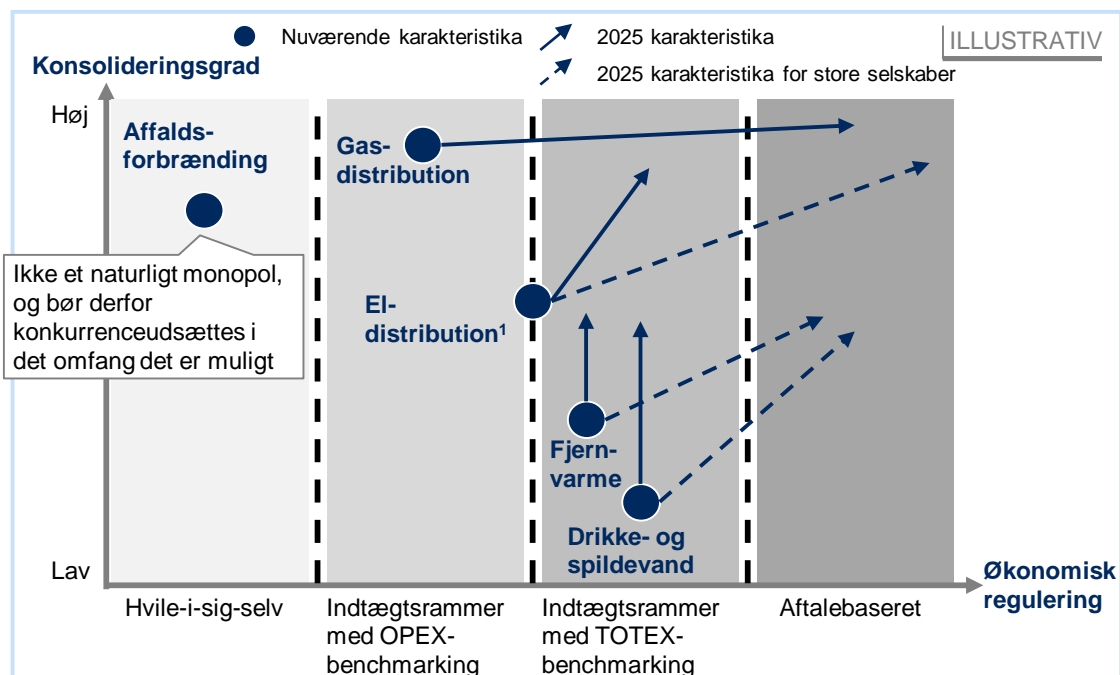 Nuværende karakteristika
2025 karakteristika
2025 karakteristika for store selskaber
ILLUSTRATIV
Konsolideringsgrad
Høj
Affalds-
forbrænding
Gas-
distribution
Ikke et naturligt monopol,
og bør derfor
konkurrenceudsættes i
det omfang det er muligt
El-
distribution¹
Fjern-
varme
Drikke- og
spildevand
Lav
Økonomisk
regulering
Hvile-i-sig-selv
Indtægtsrammer
med OPEX-
benchmarking
Indtægtsrammer
med TOTEX-
benchmarking
Aftalebaseret